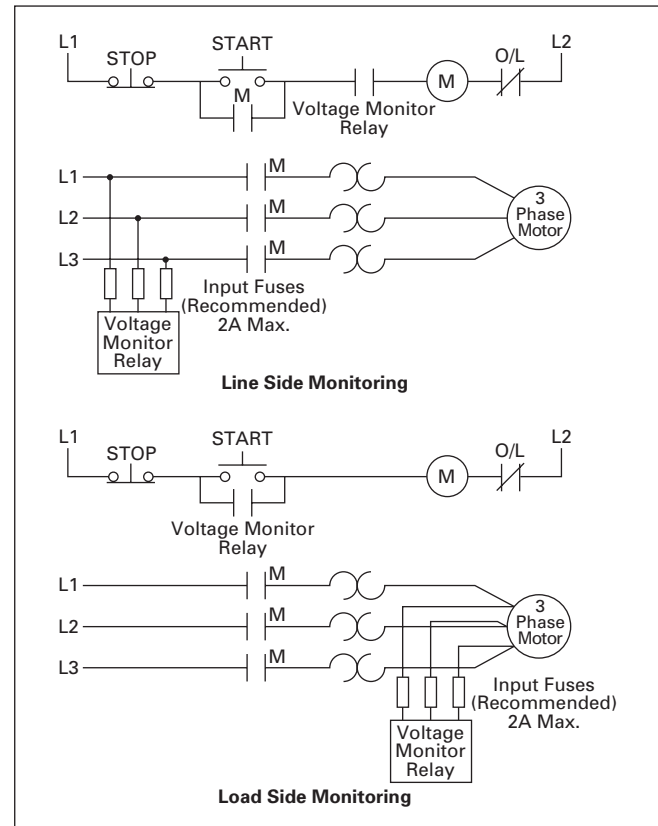 L1
STOP
START
O/L
L2
M
M
Voltage Monitor
Relay
L1
M
L2
M
L3
M
3
Phase
Motor
Input Fuses
(Recommended)
2A Max.
Voltage
Monitor
Relay
Line Side Monitoring
L1
STOP
START
O/L
L2
M
Voltage Monitor
Relay
L1
M
L2
M
L3
M
3
Phase
Motor
Input Fuses
(Recommended)
2A Max.
Voltage
Monitor
Relay
Load Side Monitoring